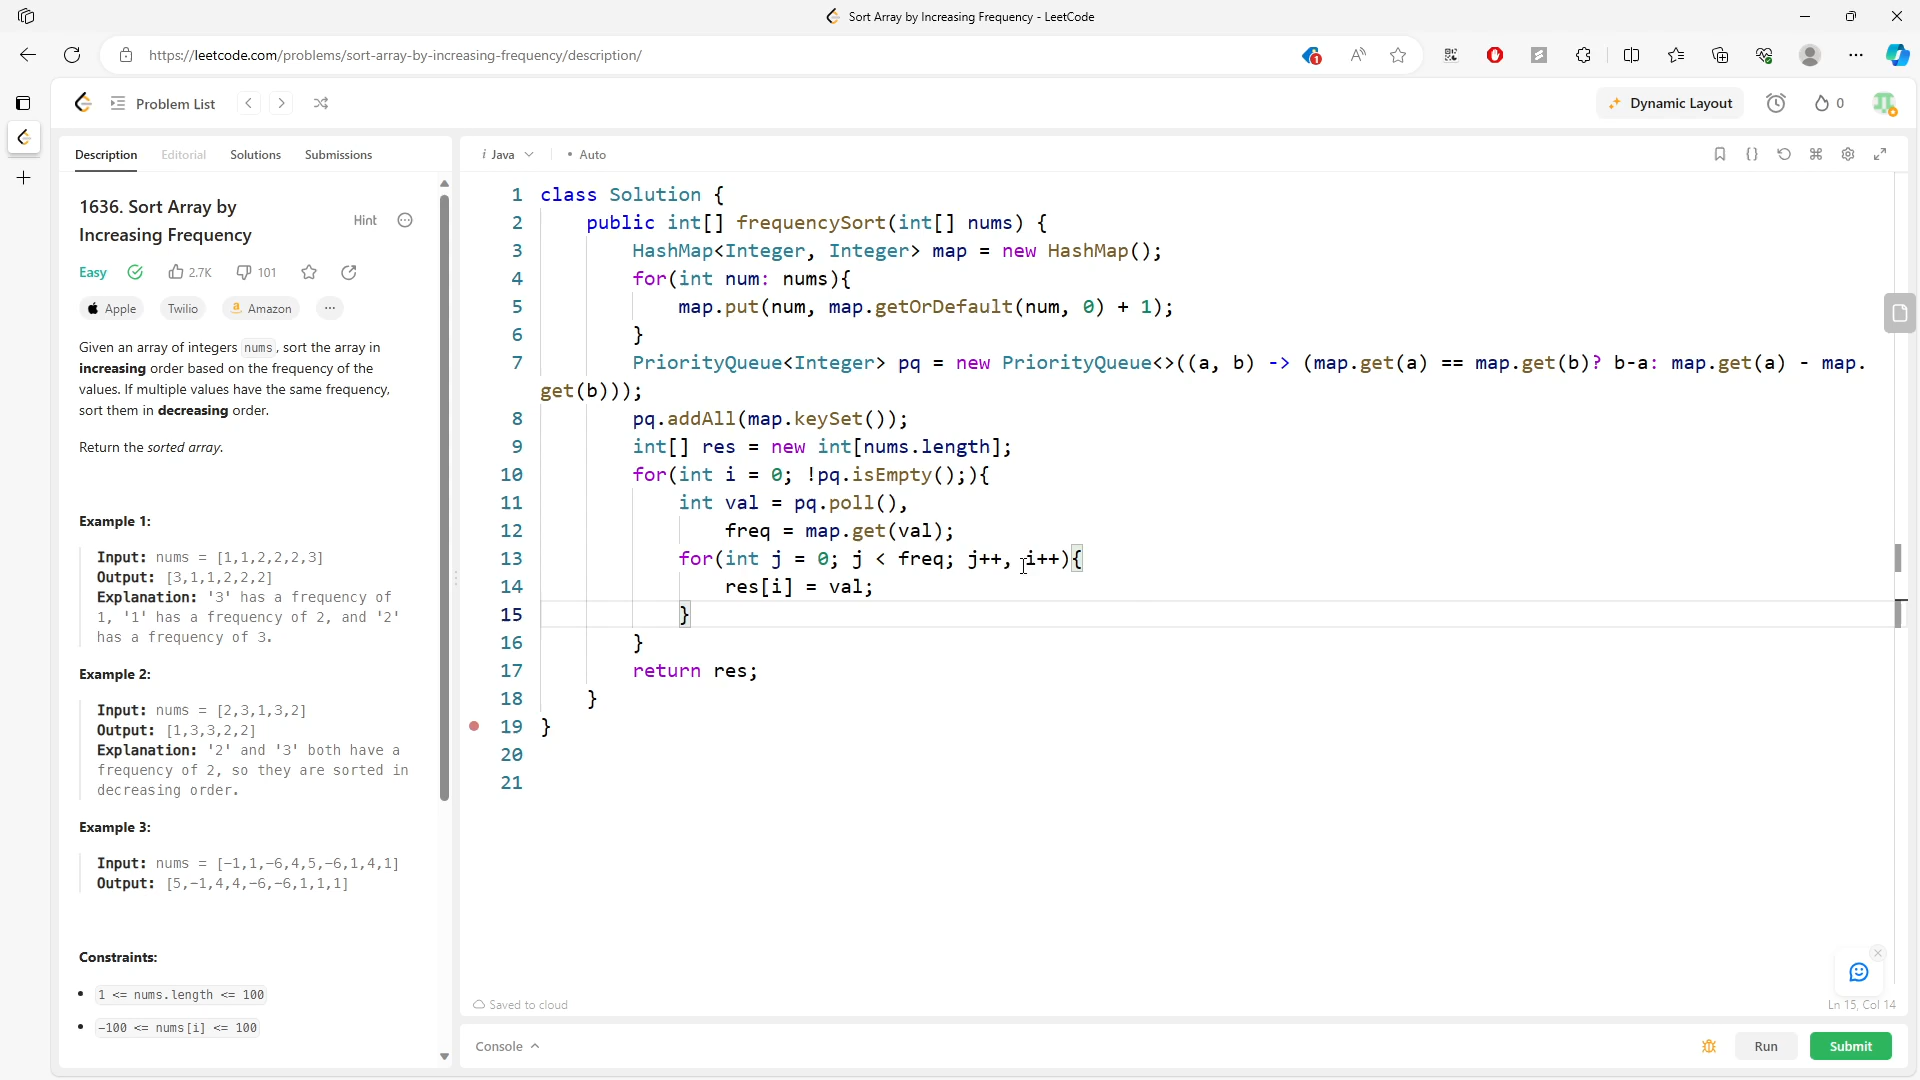 Sort Array by Increasing Frequency - LeetCode
https://leetcode.com/problems/sort-array-by-increasing-frequency/description/
1
Problem List
Dynamic Layout
0
Description Editorial Solutions Submissions
1636. Sort Array by
Increasing Frequency
Hint
Easy 2.7K 101
Apple Twilio Amazon ...
Given an array of integers nums, sort the array in
increasing order based on the frequency of the
values. If multiple values have the same frequency,
sort them in decreasing order.
Return the sorted array.
Example 1:
Input: nums = [1,1,2,2,2,3]
Output: [3,1,1,2,2,2]
Explanation: '3' has a frequency of
1, '1' has a frequency of 2, and '2'
has a frequency of 3.
Example 2:
Input: nums = [2,3,1,3,2]
Output: [1,3,3,2,2]
Explanation: '2' and '3' both have a
frequency of 2, so they are sorted in
decreasing order.
Example 3:
Input: nums = [-1,1,-6,4,5,-6,1,4,1]
Output: [5,-1,4,4,-6,-6,1,1,1]
Constraints:
• 1 <= nums.length <= 100
• -100 <= nums[i] <= 100
i Java • Auto
1 class Solution {
2 public int[] frequencySort(int[] nums) {
3 HashMap<Integer, Integer> map = new HashMap();
4 for(int num: nums){
5 map.put(num, map.getOrDefault(num, 0) + 1);
6 }
7 PriorityQueue<Integer> pq = new PriorityQueue<>((a, b) -> (map.get(a) == map.get(b)? b-a: map.get(a) - map.
get(b)));
8 pq.addAll(map.keySet());
9 int[] res = new int[nums.length];
10 for(int i = 0; !pq.isEmpty();){
11 int val = pq.poll(),
12 freq = map.get(val);
13 for(int j = 0; j < freq; j++, i++){
14 res[i] = val;
15 }
16 }
17 return res;
18 }
19 }
20
21
Saved to cloud
Ln 15, Col 14
Console
Run
Submit